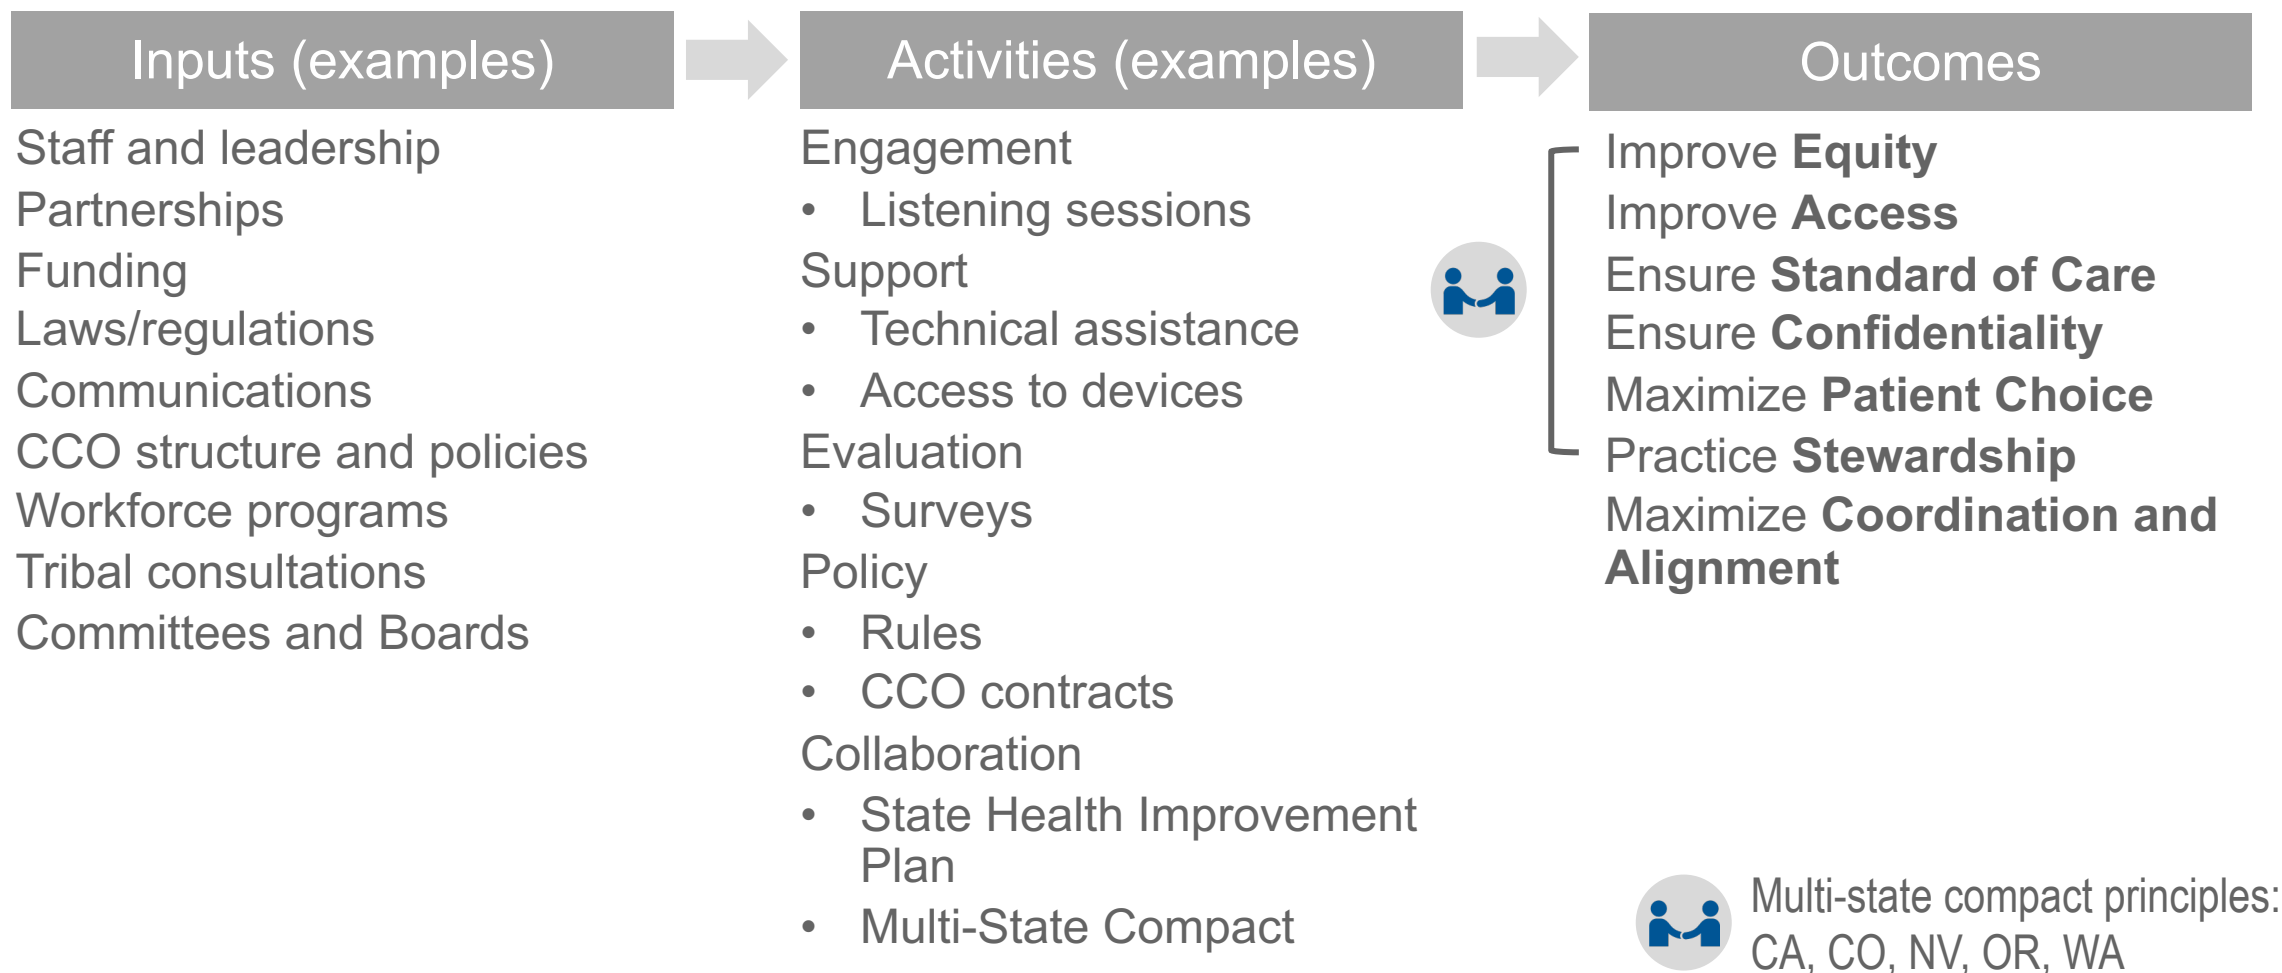 Inputs (examples)
Staff and leadership
Partnerships
Funding
Laws/regulations
Communications
CCO structure and policies
Workforce programs
Tribal consultations
Committees and Boards
Activities (examples)
Engagement
• Listening sessions
Support
• Technical assistance
• Access to devices
Evaluation
• Surveys
Policy
• Rules
• CCO contracts
Collaboration
• State Health Improvement
Plan
• Multi-State Compact
Outcomes
Improve Equity
Improve Access
Ensure Standard of Care
Ensure Confidentiality
Maximize Patient Choice
Practice Stewardship
Maximize Coordination and
Alignment
Multi-state compact principles:
CA, CO, NV, OR, WA